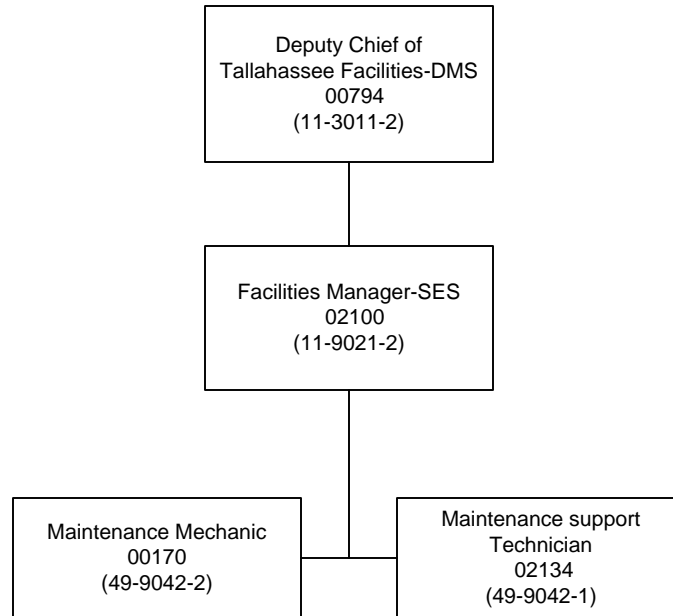 Deputy Chief of
Tallahassee Facilities-DMS
00794
(11-3011-2)
Facilities Manager-SES
02100
(11-9021-2)
Maintenance Mechanic
00170
(49-9042-2)
Maintenance support
Technician
02134
(49-9042-1)